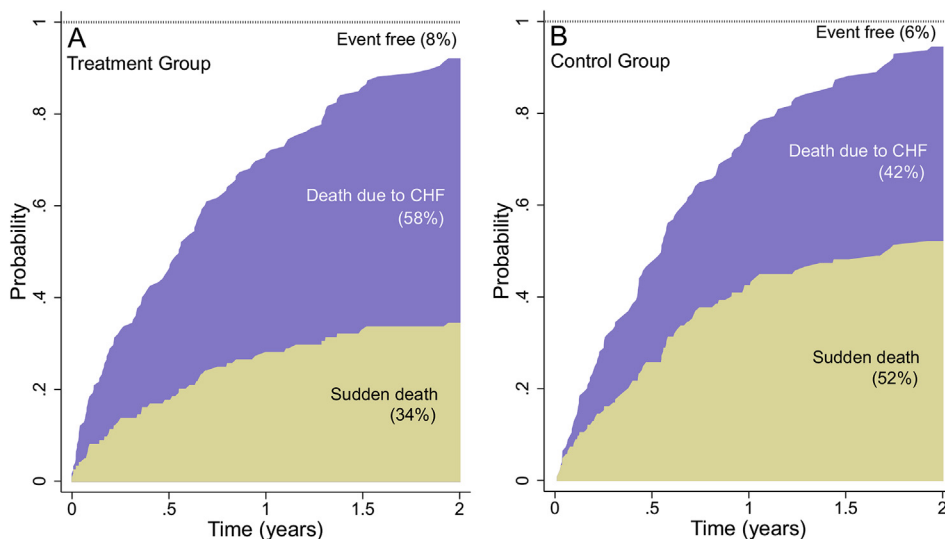 A
Treatment Group
Event free (8%)
Death due to CHF
(58%)
Sudden death
(34%)
Probability
0
.2
.4
.6
.8
1
0
.5
1
1.5
2
Time (years)
B
Control Group
Event free (6%)
Death due to CHF
(42%)
Sudden death
(52%)
Probability
0
.2
.4
.6
.8
1
0
.5
1
1.5
2
Time (years)